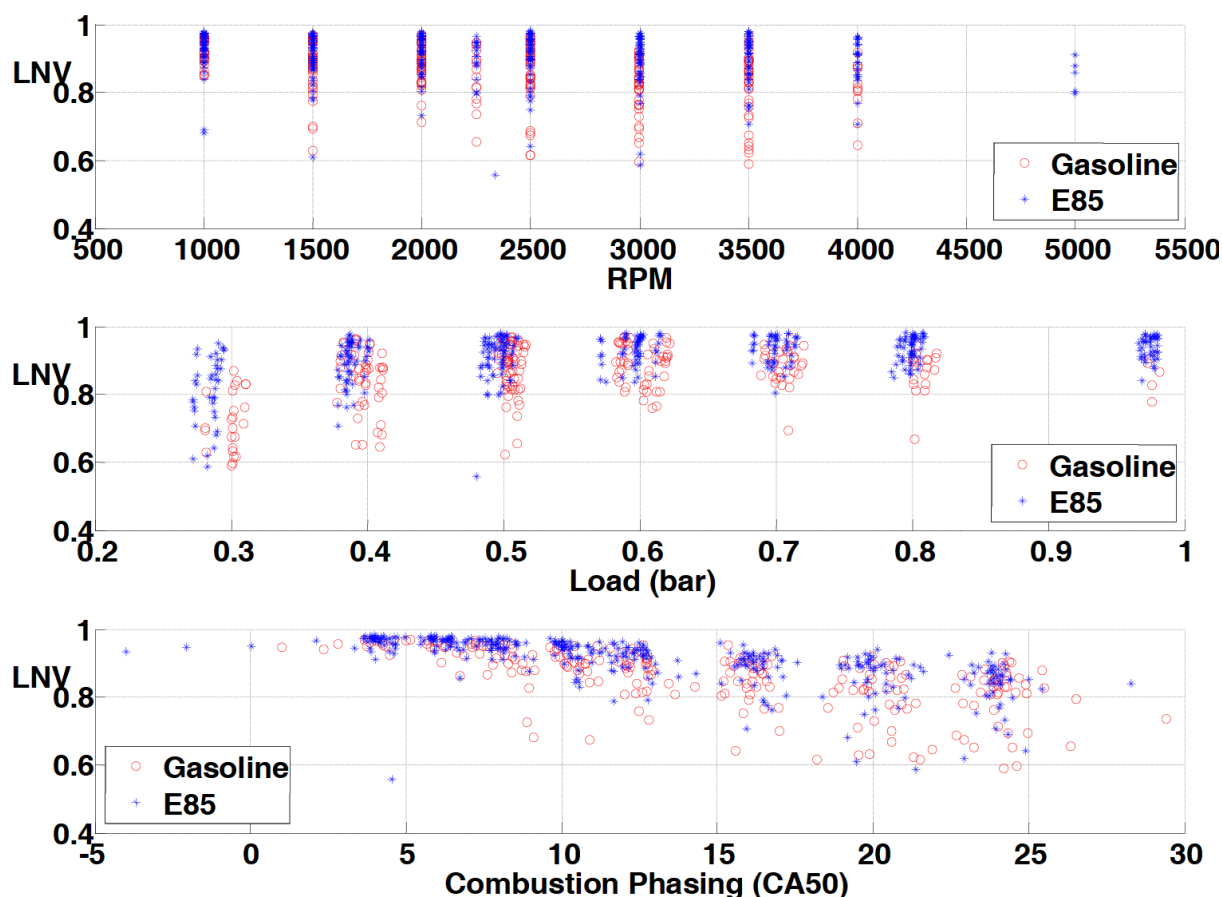 1
LNV
0.8
0.6
0.4
Gasoline
E85
500 1000 1500 2000 2500 3000 3500 4000 4500 5000 5500
RPM
1
LNV
0.8
0.6
0.4
Gasoline
E85
0.2 0.3 0.4 0.5 0.6 0.7 0.8 0.9 1
Load (bar)
1
LNV
0.8
0.6
0.4
Gasoline
E85
-5 0 5 10 15 20 25 30
Combustion Phasing (CA50)